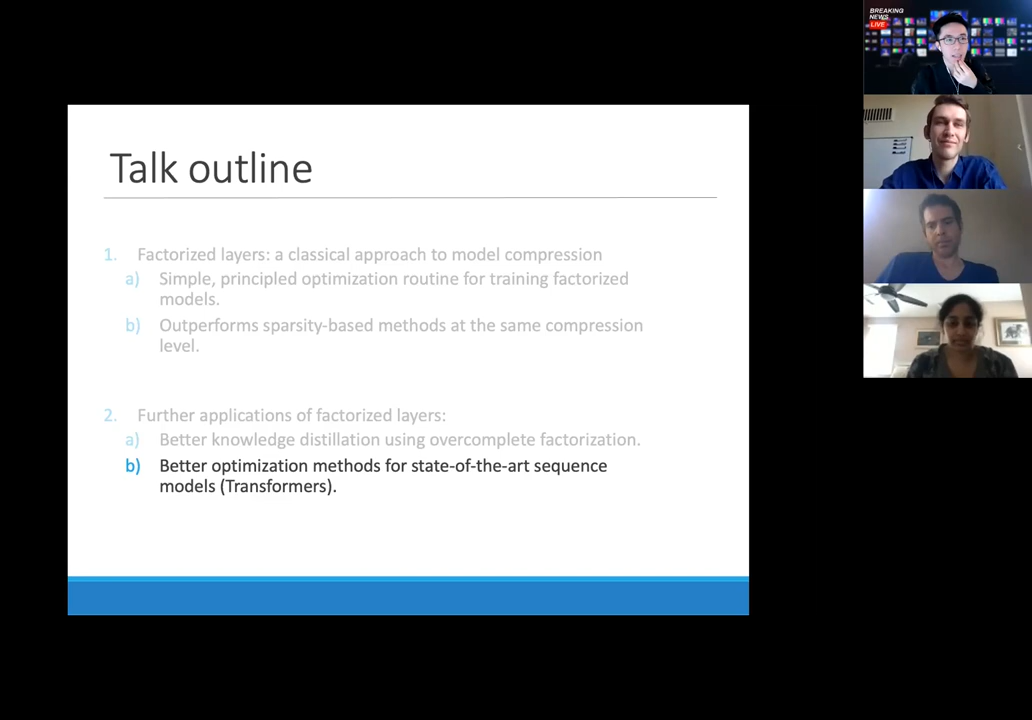 Talk outline
1. Factorized layers: a classical approach to model compression
a) Simple, principled optimization routine for training factorized
models.
b) Outperforms sparsity-based methods at the same compression
level.
2. Further applications of factorized layers:
a) Better knowledge distillation using overcomplete factorization.
b) Better optimization methods for state-of-the-art sequence
models (Transformers).
BREAKING
NEWS
LIVE